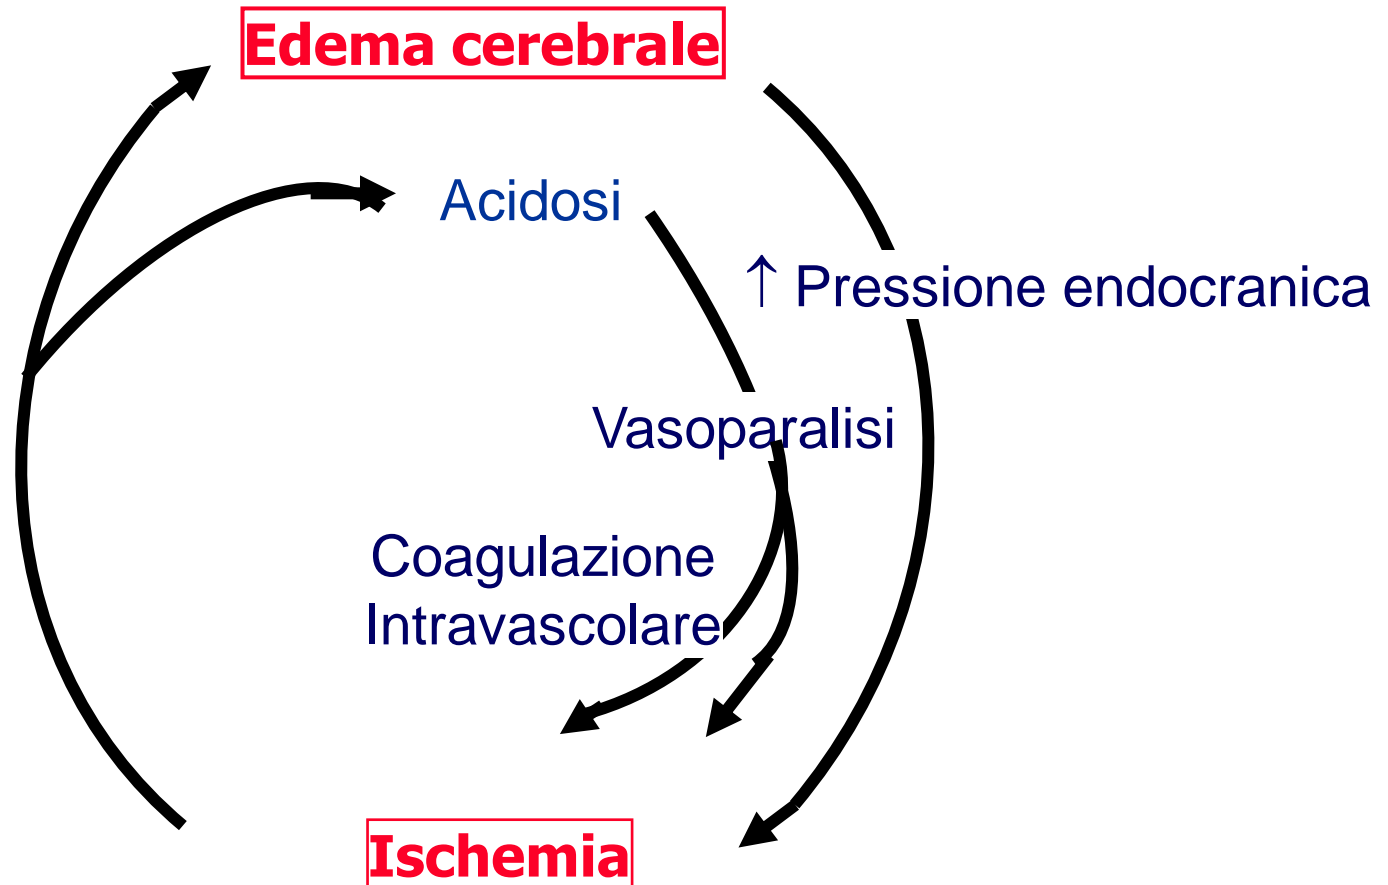 Edema cerebrale
Acidosi
↑ Pressione endocranica
Vasoparalisi
Coagulazione
Intravascolare
Ischemia